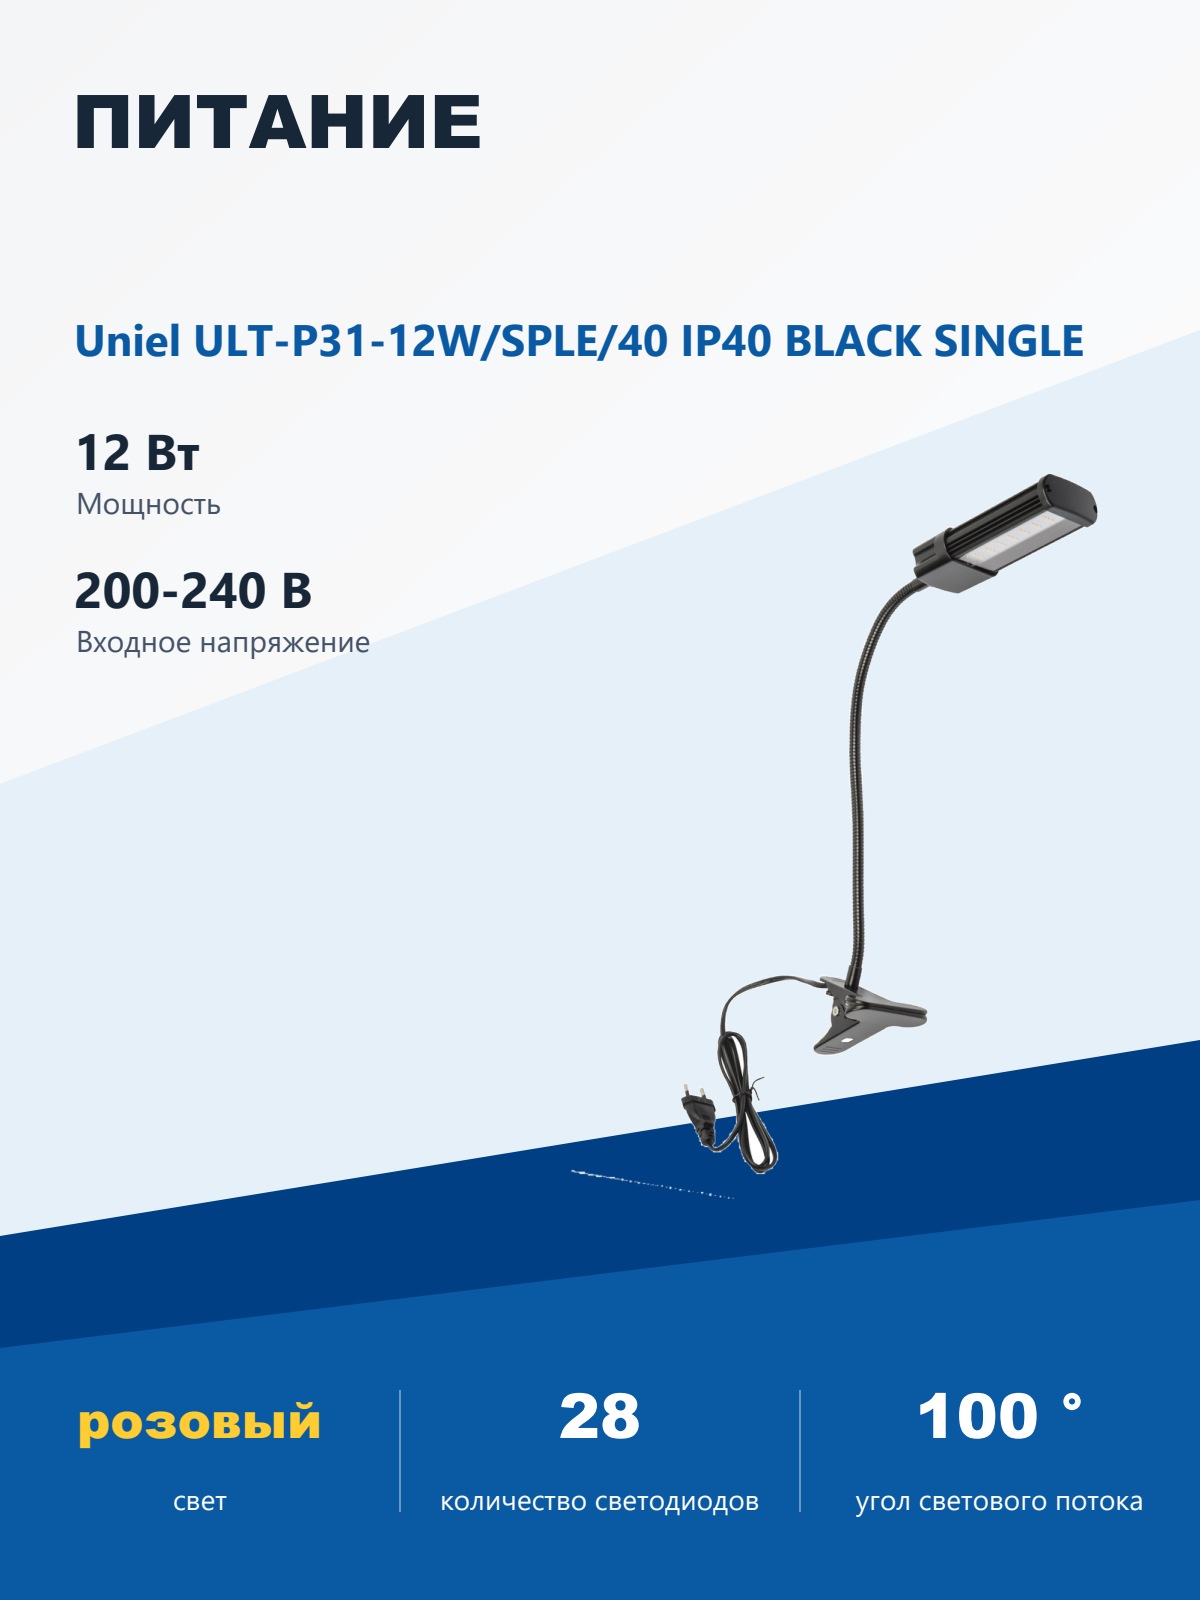 ПИТАНИЕ
Uniel ULT-P31-12W/SPLE/40 IP40 BLACK SINGLE
12 Вт
Мощность
200-240 В
Входное напряжение
розовый
свет
28
количество светодиодов
100 °
угол светового потока